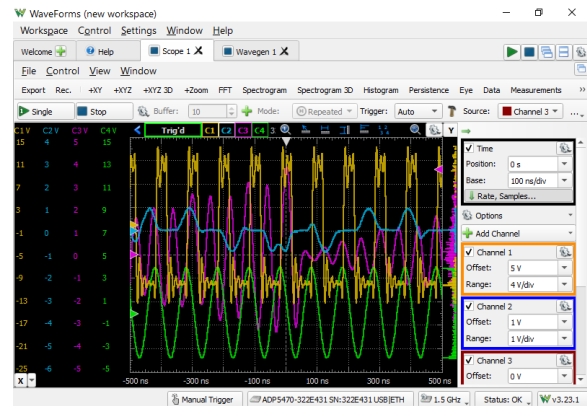 WaveForms (new workspace)
Workspace Control Settings Window Help
Welcome Help Scope 1 Wavegen 1
File Control View Window
Export Rec. +XY +XYZ +XYZ 3D +Zoom FFT Spectrogram Spectrogram 3D Histogram Persistence Eye Data Measurements »
Single Stop Buffer: 10 Mode: Repeated Trigger: Auto Source: Channel 3
C1 V C2 V C3 V C4 V Trig'd C1 C2 C3 C4 3 Y
15 4 5 15
11 3 4 13
7 2 3 11
3 1 2 9
-1 0 1 7
-5 -1 0 5
-9 -2 -1 3
-13 -3 -2 1
-17 -4 -3 -1
-21 -5 -4 -3
-25 -6 -5 -5
X -500 ns -300 ns -100 ns 100 ns 300 ns 500 ns
Time
Position: 0 s
Base: 100 ns/div
Rate, Samples...
Options
Add Channel
Channel 1
Offset: 5 V
Range: 4 V/div
Channel 2
Offset: 1 V
Range: 1 V/div
Channel 3
Offset: 0 V
Manual Trigger ADP5470-322E431 SN:322E431 USB|ETH 1.5 GHz Status: OK v3.23.1